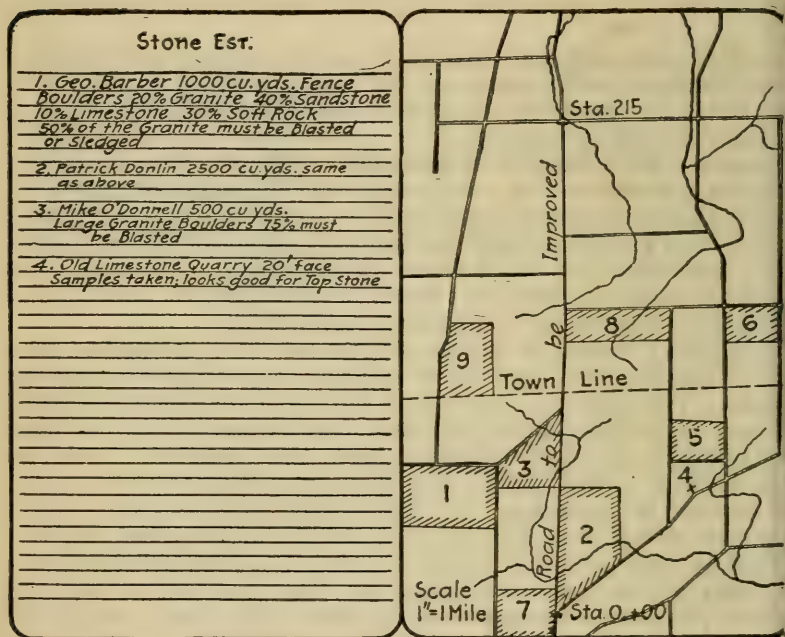 Stone Est.
1. Geo. Barber 1000 cu. yds. Fence
Boulders 20% Granite 40% Sandstone
10% Limestone 30% Soft Rock
50% of the Granite must be Blasted
or Sledged
2. Patrick Donlin 2500 cu. yds. same
as above
3. Mike O'Donnell 500 cu yds.
Large Granite Boulders 75% must
be Blasted
4. Old Limestone Quarry 20' face
Samples taken; looks good for Top Stone
Sta. 215
Road to be Improved
8
6
9
Town Line
5
3
4
1
2
Scale
1"=1Mile
7
Sta. 0+00